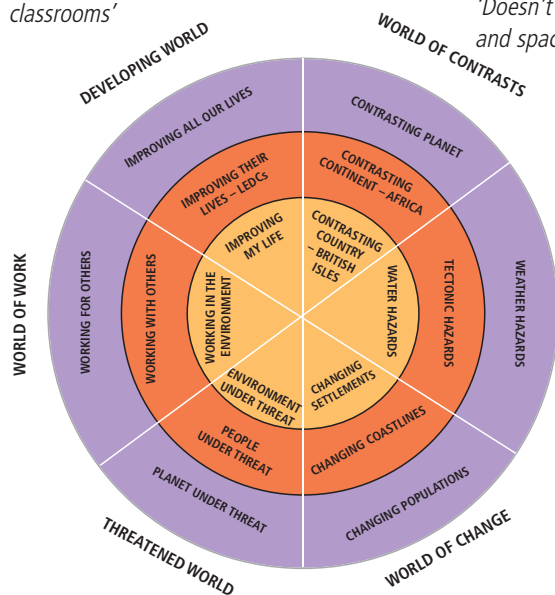 classrooms'
'Doesn't
and spac
DEVELOPING WORLD
WORLD OF CONTRASTS
IMPROVING ALL OUR LIVES
CONTRASTING PLANET
IMPROVING THEIR
LIVES – LEDCs
CONTRASTING
CONTINENT – AFRICA
IMPROVING
MY LIFE
CONTRASTING
COUNTRY
– BRITISH
ISLES
WORLD OF WORK
WORKING FOR OTHERS
WORKING WITH OTHERS
WORKING IN THE
ENVIRONMENT
WATER HAZARDS
TECTONIC HAZARDS
WEATHER HAZARDS
ENVIRONMENT
UNDER THREAT
CHANGING
SETTLEMENTS
PEOPLE
UNDER THREAT
CHANGING COASTLINES
PLANET UNDER THREAT
CHANGING POPULATIONS
THREATENED WORLD
WORLD OF CHANGE